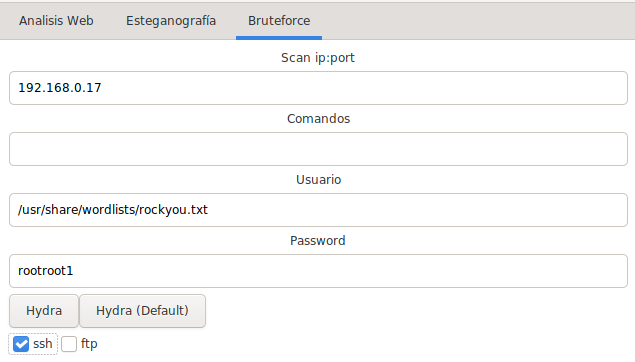 Analisis Web Esteganografía Bruteforce
Scan ip:port
192.168.0.17
Comandos
Usuario
/usr/share/wordlists/rockyou.txt
Password
rootroot1
Hydra Hydra (Default)
ssh ftp